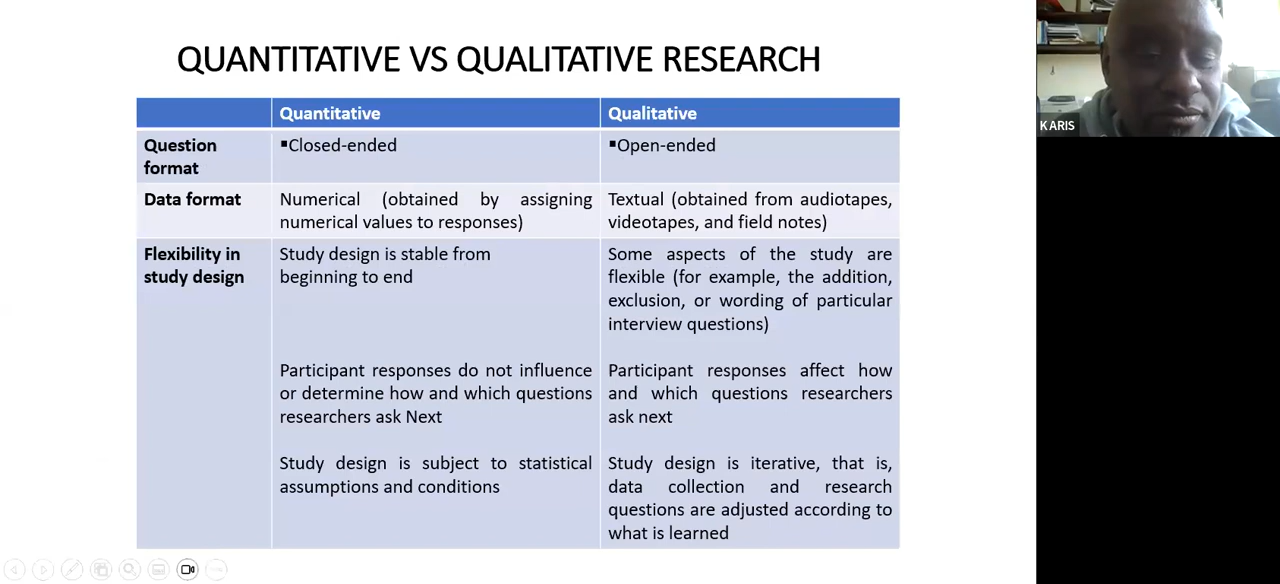 QUANTITATIVE VS QUALITATIVE RESEARCH
Quantitative
Qualitative
Question
format
▪Closed-ended
▪Open-ended
Data format
Numerical (obtained by assigning
numerical values to responses)
Textual (obtained from audiotapes,
videotapes, and field notes)
Flexibility in
study design
Study design is stable from
beginning to end
Some aspects of the study are
flexible (for example, the addition,
exclusion, or wording of particular
interview questions)
Participant responses do not influence
or determine how and which questions
researchers ask Next
Participant responses affect how
and which questions researchers
ask next
Study design is subject to statistical
assumptions and conditions
Study design is iterative, that is,
data collection and research
questions are adjusted according to
what is learned
KARIS